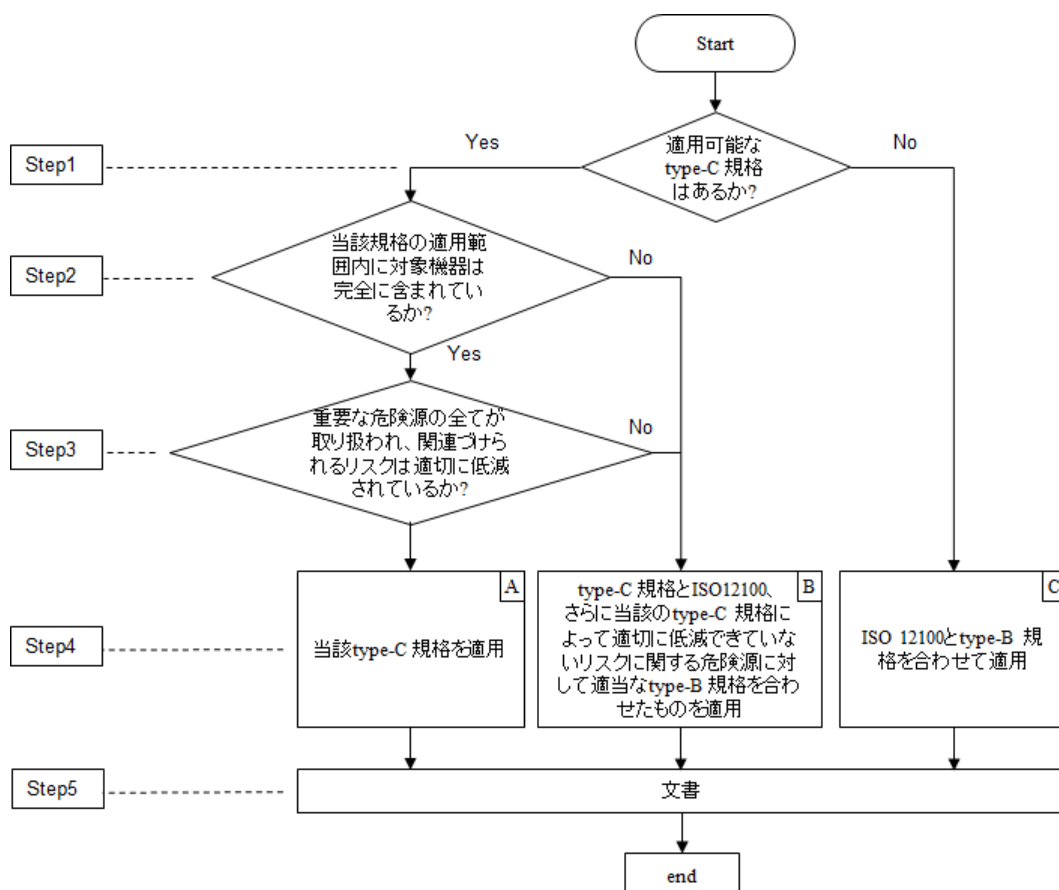 Start
Yes
No
Step1
適用可能な
type-C 規格
はあるか?
Step2
当該規格の適用範
囲内に対象機器は
完全に含まれてい
るか?
No
Yes
Step3
重要な危険源の全てが
取り扱われ、関連づけら
れるリスクは適切に低減
されているか?
No
Step4
A
当該type-C 規格を適用
B
type-C 規格とISO12100、
さらに当該のtype-C 規格に
よって適切に低減できていな
いリスクに関する危険源に対
して適当なtype-B 規格を合わ
せたものを適用
C
ISO 12100とtype-B 規
格を合わせて適用
Step5
文書
end